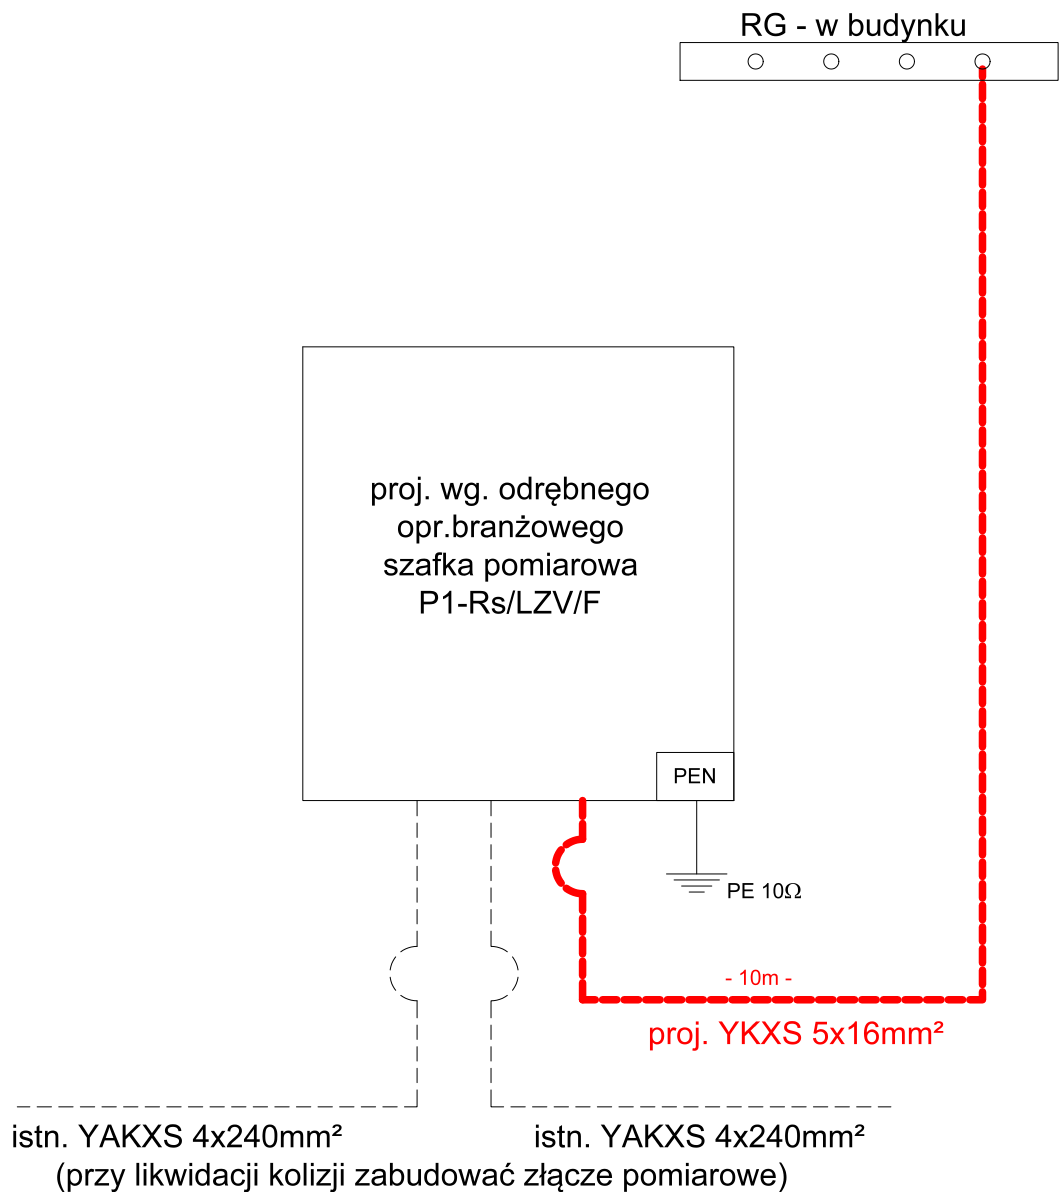 RG - w budynku
proj. wg. odrębnego
opr.branżowego
szafka pomiarowa
P1-Rs/LZV/F
PEN
PE 10Ω
- 10m -
proj. YKXS 5x16mm²
istn. YAKXS 4x240mm²
istn. YAKXS 4x240mm²
(przy likwidacji kolizji zabudować złącze pomiarowe)